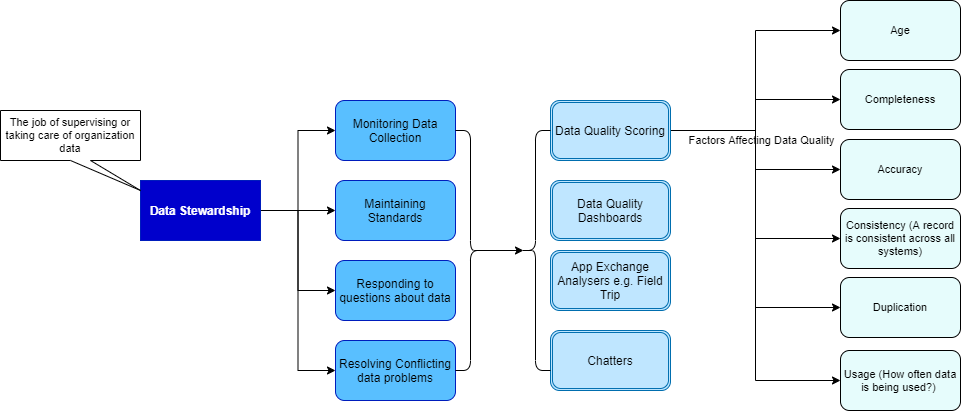 The job of supervising or
taking care of organization
data
Data Stewardship
Monitoring Data
Collection
Maintaining
Standards
Responding to
questions about data
Resolving Conflicting
data problems
Data Quality Scoring
Data Quality
Dashboards
App Exchange
Analysers e.g. Field
Trip
Chatters
Factors Affecting Data Quality
Age
Completeness
Accuracy
Consistency (A record
is consistent across all
systems)
Duplication
Usage (How often data
is being used?)